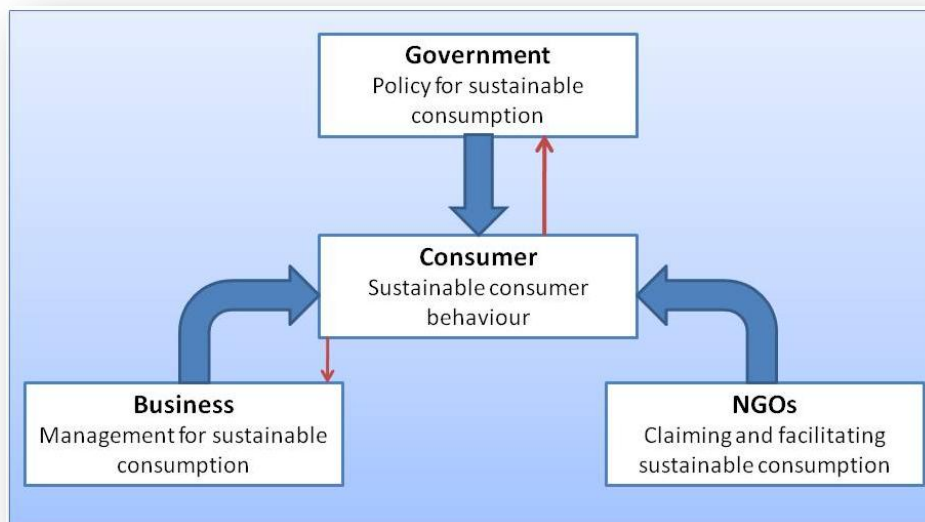 Government
Policy for sustainable
consumption
Consumer
Sustainable consumer
behaviour
Business
Management for sustainable
consumption
NGOs
Claiming and facilitating
sustainable consumption